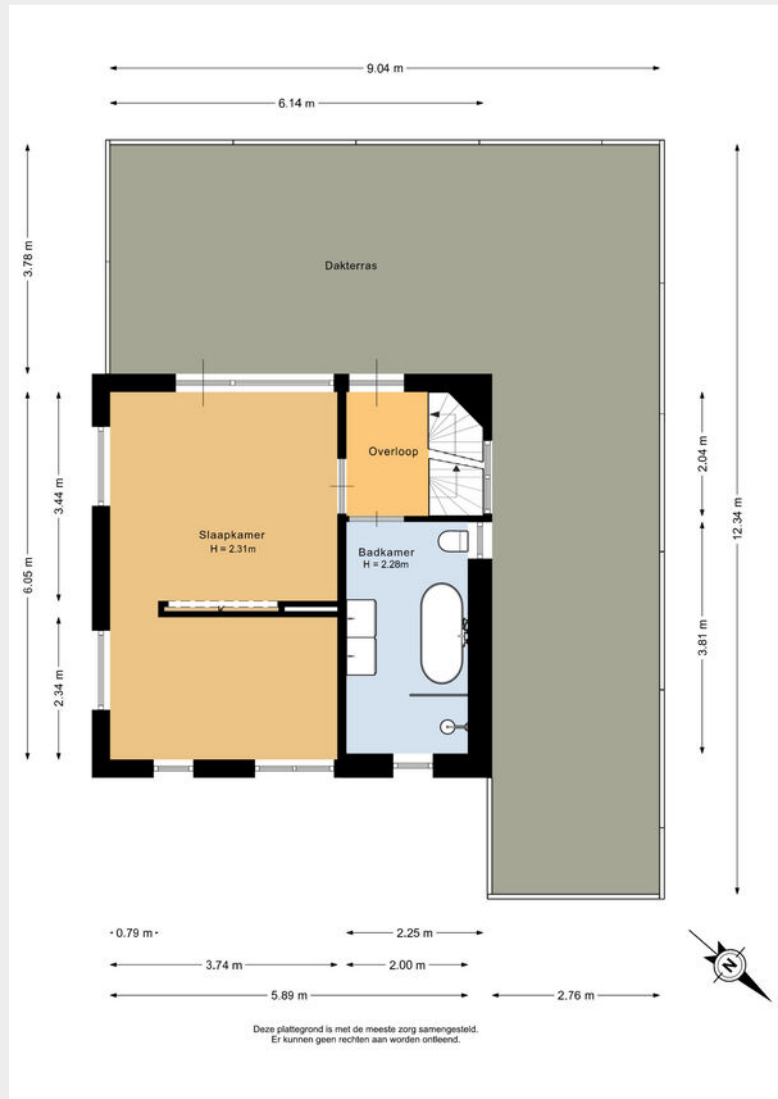 9.04 m
6.14 m
3.78 m
Dakterras
3.44 m
6.05 m
2.34 m
Overloop
Slaapkamer
H = 2.31m
Badkamer
H = 2.28m
2.04 m
12.34 m
3.81 m
0.79 m
2.25 m
3.74 m
2.00 m
5.89 m
2.76 m
N
Deze plattegrond is met de meeste zorg samengesteld.
Er kunnen geen rechten aan worden ontleend.